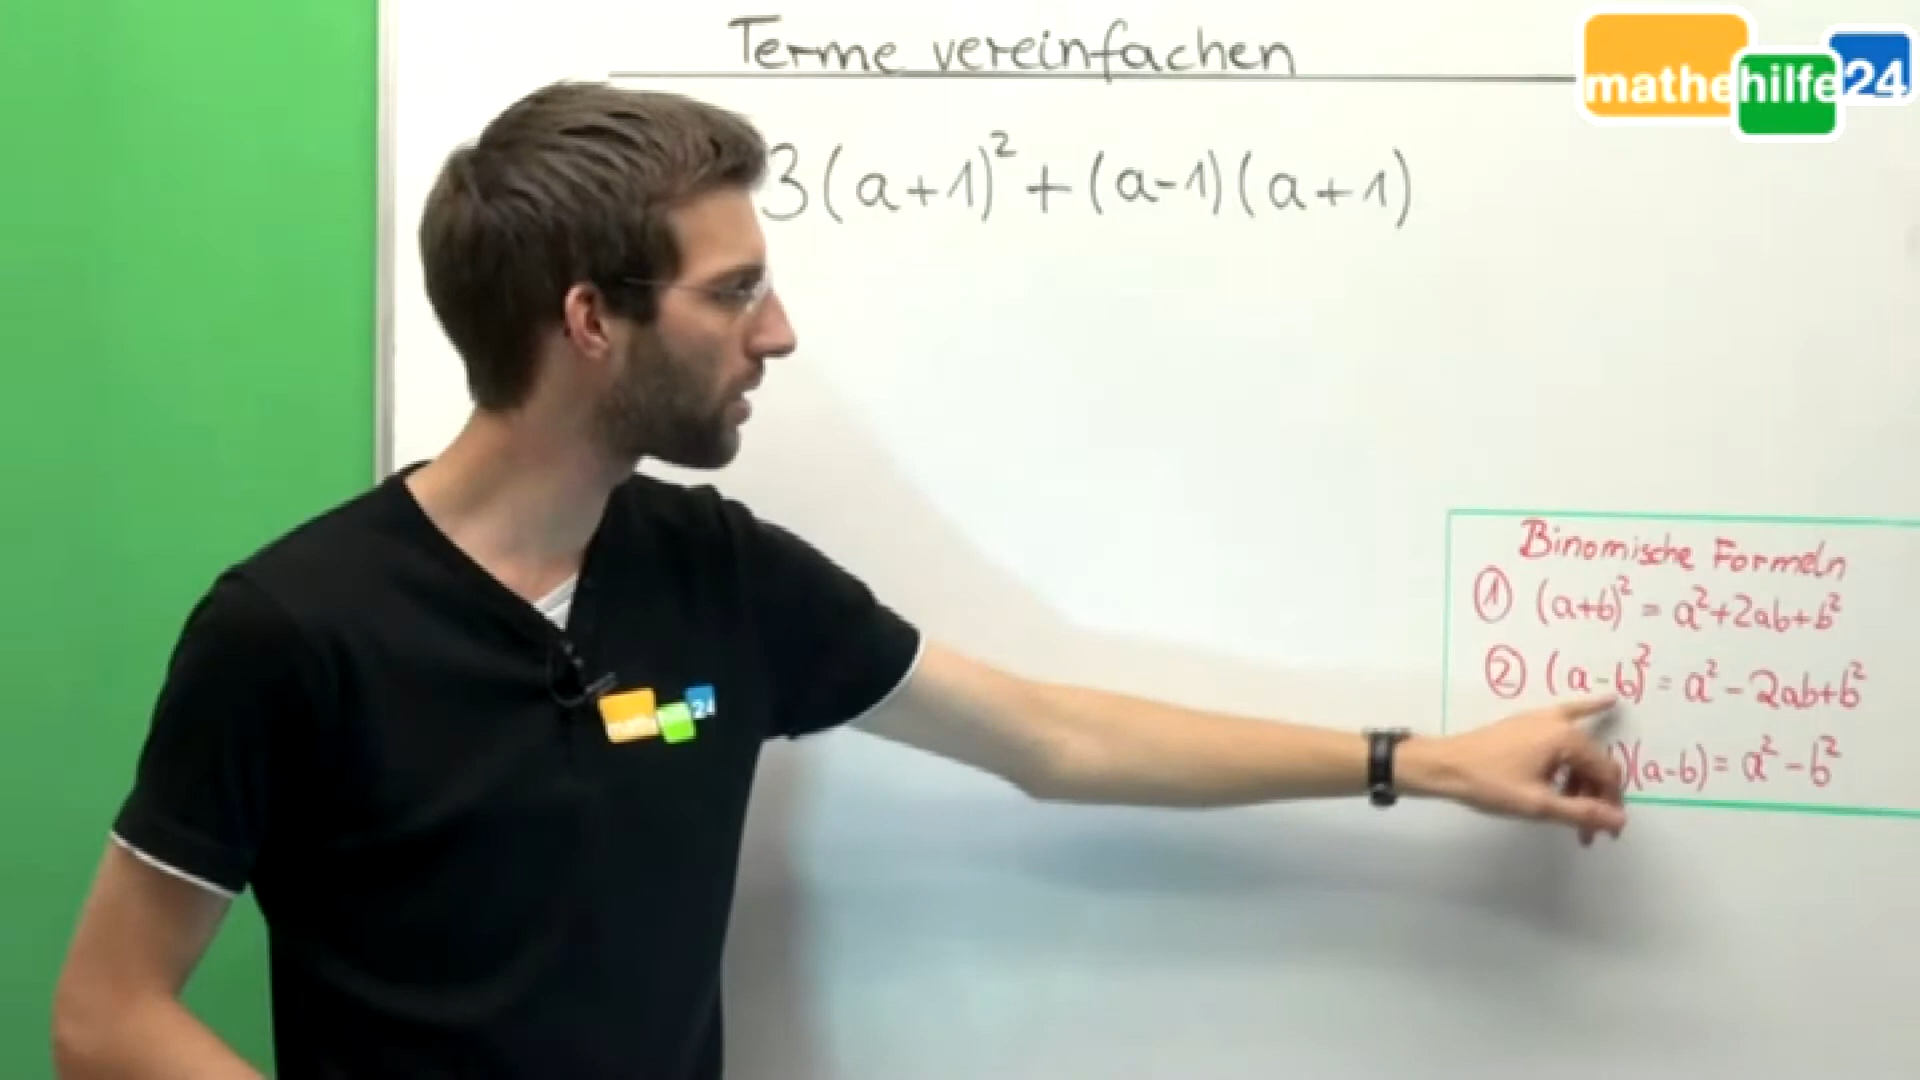 Terme vereinfachen
mathehilfe24
3(a+1)²+(a-1)(a+1)
Binomische Formeln
① (a+b)² = a²+2ab+b²
② (a-b)² = a²-2ab+b²
)(a-b) = a²-b²
24